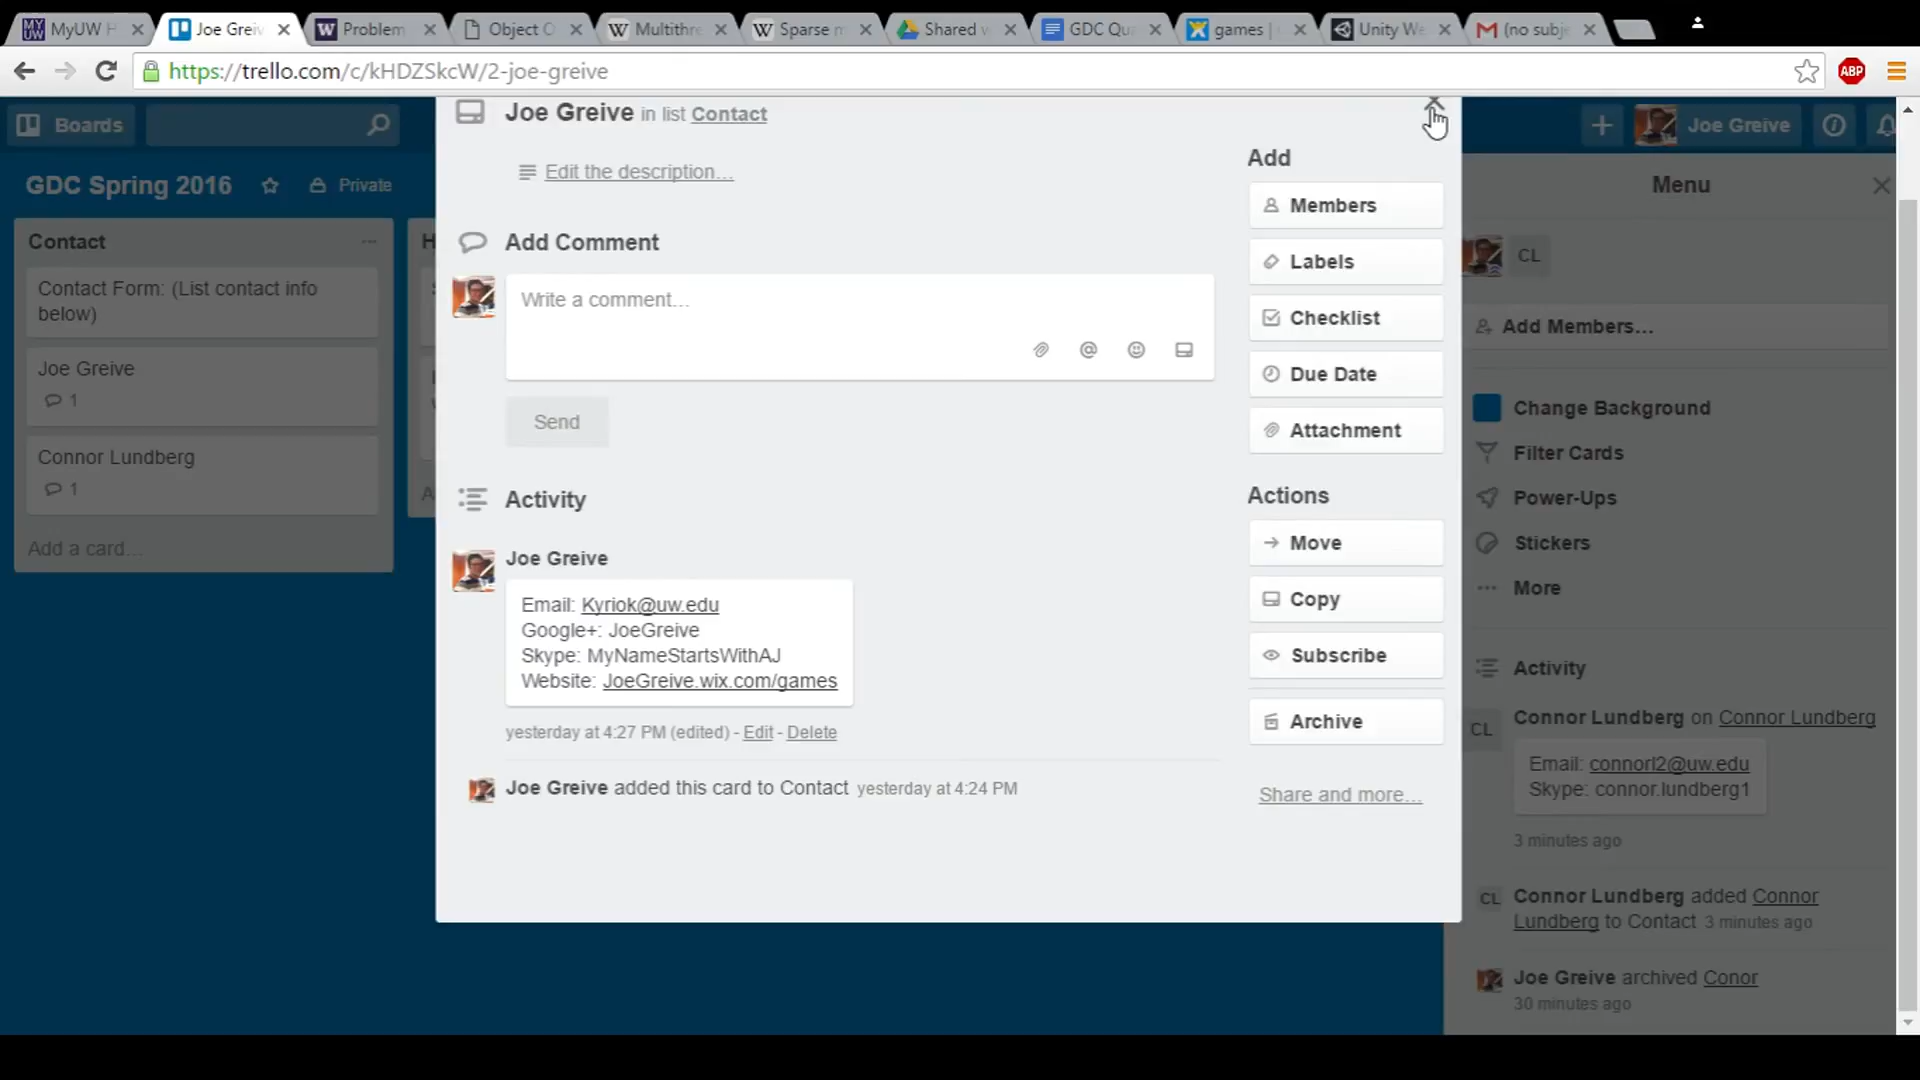 MyUW H
Joe Greiv
Problem
Object O
Multithre
Sparse m
Shared w
GDC Qua
games |
Unity We
(no subje
https://trello.com/c/kHDZSkcW/2-joe-greive
ABP
Boards
Joe Greive in list Contact
Joe Greive
GDC Spring 2016
Private
Edit the description…
Add
Menu
Members
Contact
Add Comment
Labels
CL
Contact Form: (List contact info
below)
Write a comment…
Checklist
Add Members…
Joe Greive
1
Due Date
Change Background
Send
Attachment
Filter Cards
Connor Lundberg
1
Activity
Actions
Power-Ups
Add a card…
Joe Greive
Move
Stickers
Email: Kyriok@uw.edu
Google+: JoeGreive
Skype: MyNameStartsWithAJ
Website: JoeGreive.wix.com/games
Copy
More
Subscribe
Activity
yesterday at 4:27 PM (edited) - Edit - Delete
Archive
CL
Connor Lundberg on Connor Lundberg
Email: connorl2@uw.edu
Skype: connor.lundberg1
3 minutes ago
Joe Greive added this card to Contact yesterday at 4:24 PM
Share and more…
CL
Connor Lundberg added Connor
Lundberg to Contact 3 minutes ago
Joe Greive archived Conor
30 minutes ago